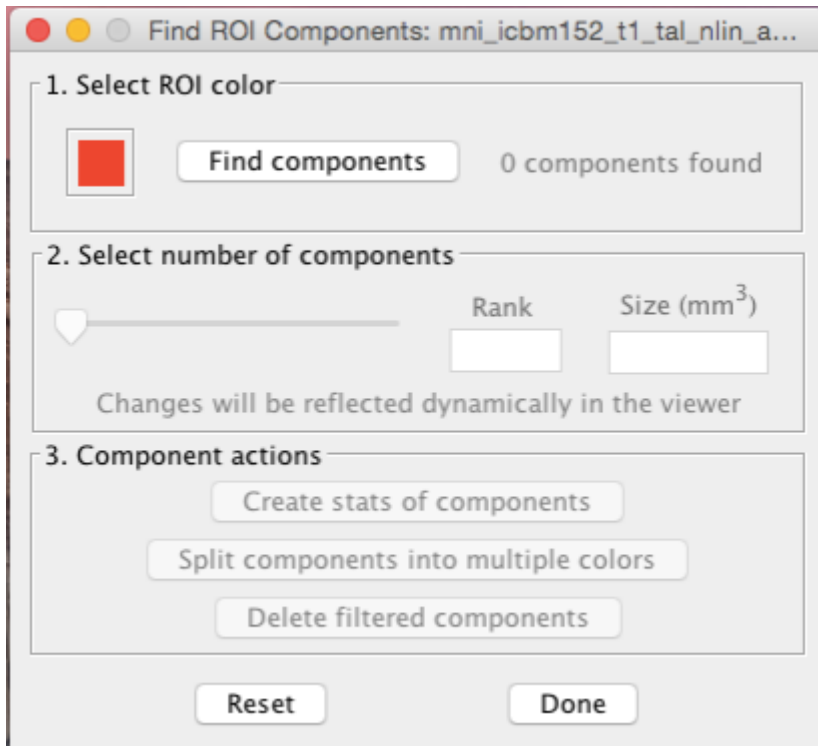 Find ROI Components: mni_icbm152_t1_tal_nlin_a...
1. Select ROI color
Find components 0 components found
2. Select number of components
Rank Size (mm³)
Changes will be reflected dynamically in the viewer
3. Component actions
Create stats of components
Split components into multiple colors
Delete filtered components
Reset Done